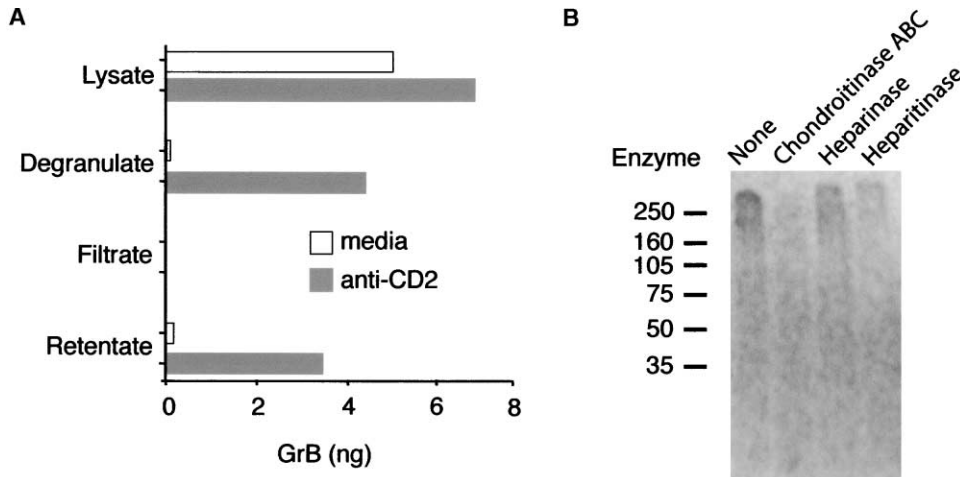 A
Lysate
Degranulate
Filtrate
Retentate
media
anti-CD2
0 2 4 6 8
GrB (ng)
B
Enzyme
None
Chondroitinase ABC
Heparinase
Heparitinase
250
160
105
75
50
35